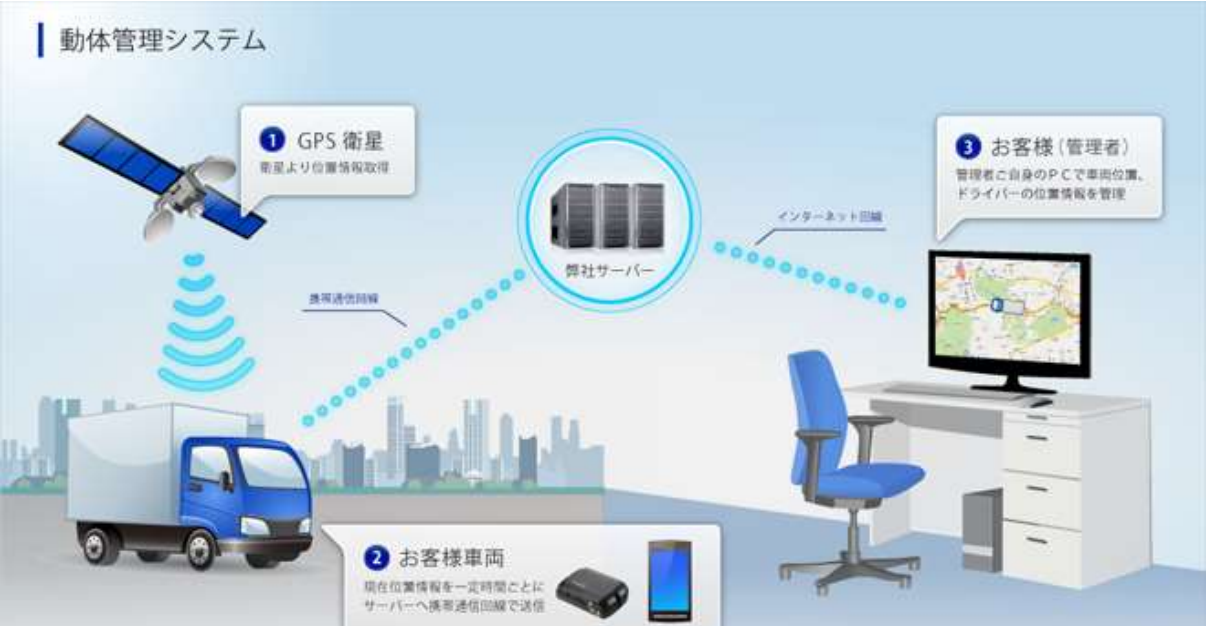 動体管理システム
1 GPS 衛星
衛星より位置情報取得
3 お客様(管理者)
管理者ご自身のPCで車両位置、
ドライバーの位置情報を管理
インターネット回線
弊社サーバー
携帯通信回線
2 お客様車両
現在位置情報を一定時間ごとに
サーバーへ携帯通信回線で送信